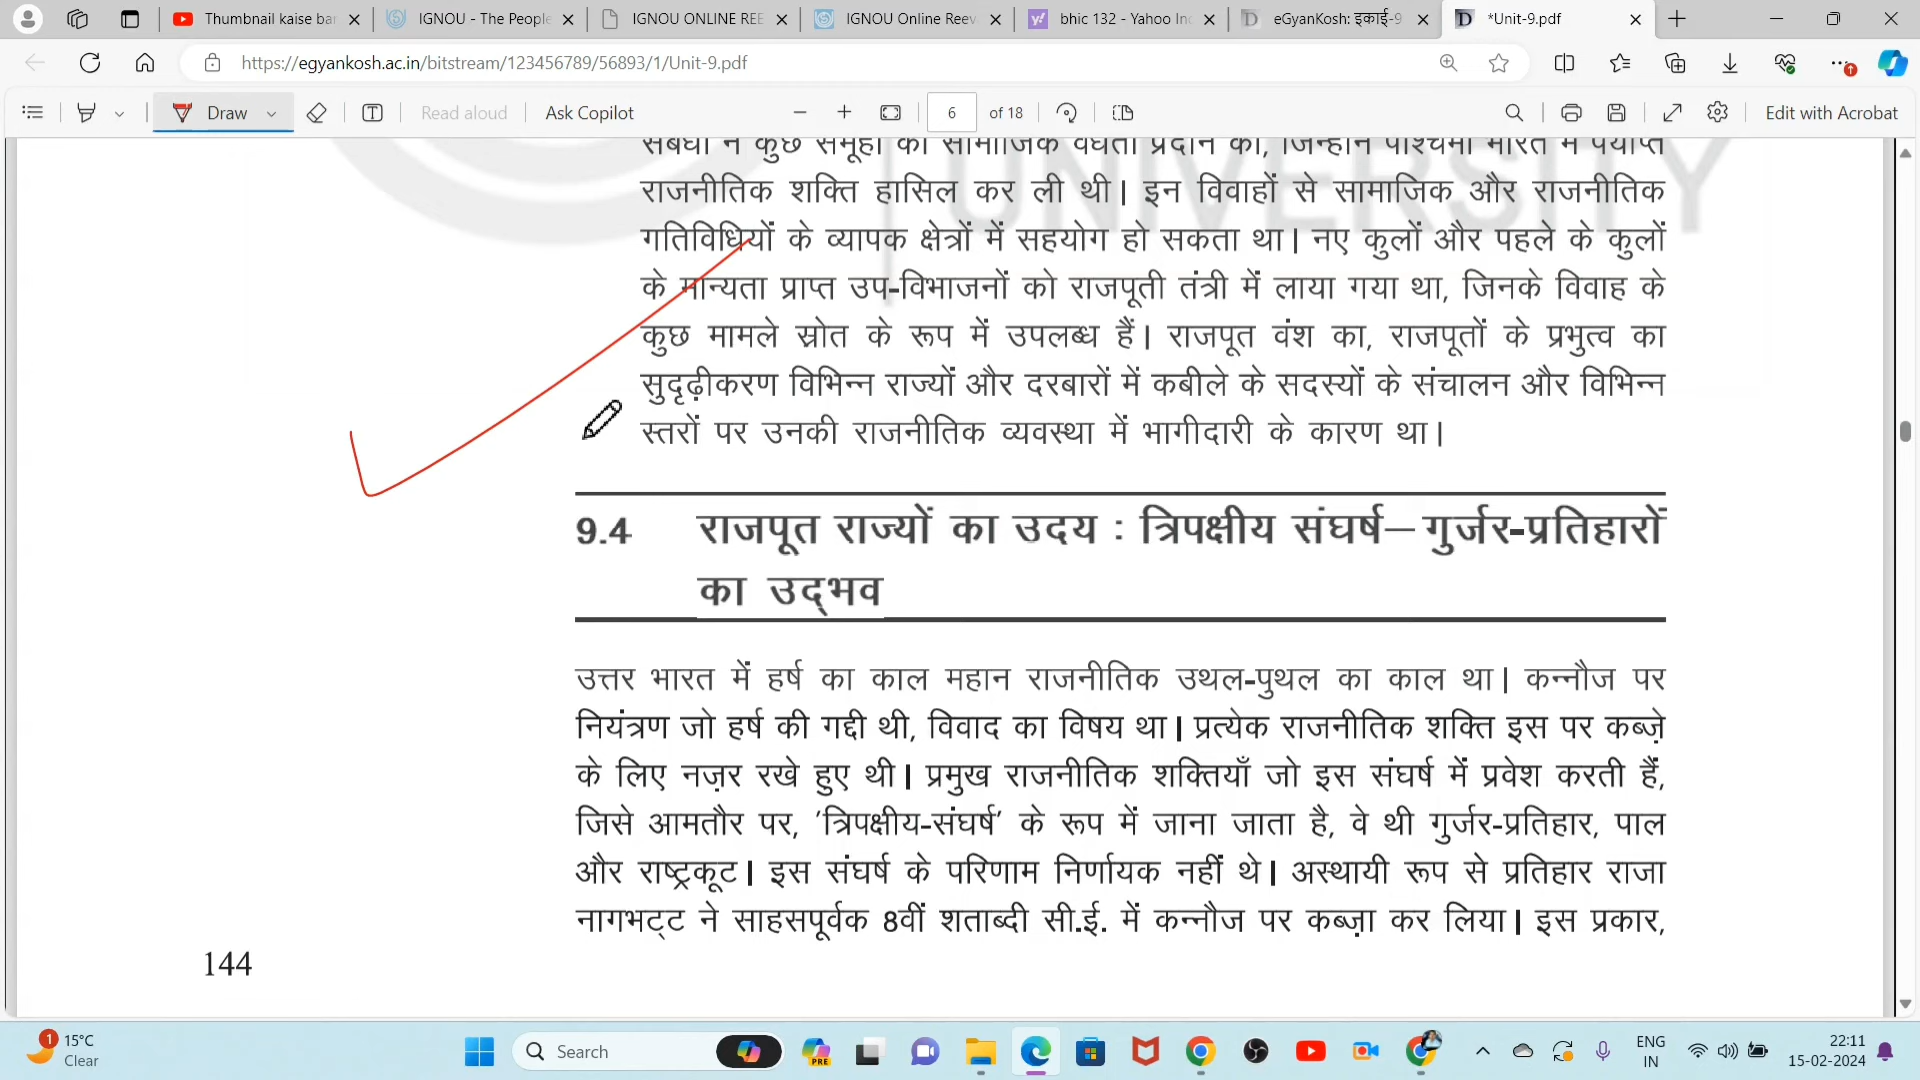 Thumbnail kaise bar
IGNOU - The People
IGNOU ONLINE REE
IGNOU Online Reev
bhic 132 - Yahoo Inc
eGyanKosh: इकाई-9
*Unit-9.pdf
https://egyankosh.ac.in/bitstream/123456789/56893/1/Unit-9.pdf
Draw
Read aloud
Ask Copilot
6 of 18
Edit with Acrobat
UNIVERSITY
राजनीतिक शक्ति हासिल कर ली थी। इन विवाहों से सामाजिक और राजनीतिक
गतिविधियों के व्यापक क्षेत्रों में सहयोग हो सकता था। नए कुलों और पहले के कुलों
के मान्यता प्राप्त उप-विभाजनों को राजपूती तंत्री में लाया गया था, जिनके विवाह के
कुछ मामले स्रोत के रूप में उपलब्ध हैं। राजपूत वंश का, राजपूतों के प्रभुत्व का
सुदृढ़ीकरण विभिन्न राज्यों और दरबारों में कबीले के सदस्यों के संचालन और विभिन्न
स्तरों पर उनकी राजनीतिक व्यवस्था में भागीदारी के कारण था।
9.4 राजपूत राज्यों का उदय : त्रिपक्षीय संघर्ष–गुर्जर-प्रतिहारों
का उद्भव
उत्तर भारत में हर्ष का काल महान राजनीतिक उथल-पुथल का काल था। कन्नौज पर
नियंत्रण जो हर्ष की गद्दी थी, विवाद का विषय था। प्रत्येक राजनीतिक शक्ति इस पर कब्ज़े
के लिए नज़र रखे हुए थी। प्रमुख राजनीतिक शक्तियाँ जो इस संघर्ष में प्रवेश करती हैं,
जिसे आमतौर पर, ’त्रिपक्षीय-संघर्ष’ के रूप में जाना जाता है, वे थी गुर्जर-प्रतिहार, पाल
और राष्ट्रकूट। इस संघर्ष के परिणाम निर्णायक नहीं थे। अस्थायी रूप से प्रतिहार राजा
नागभट्ट ने साहसपूर्वक 8वीं शताब्दी सी.ई. में कन्नौज पर कब्ज़ा कर लिया। इस प्रकार,
144
1
15°C
Clear
Search
PRE
ENG
IN
22:11
15-02-2024